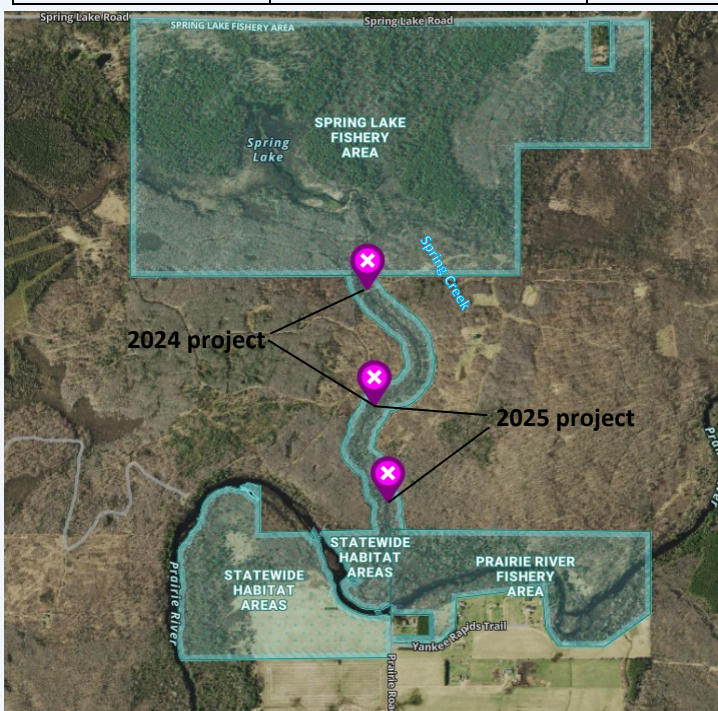 Spring Lake Road
Spring Lake Road
SPRING LAKE FISHERY AREA
SPRING LAKE
FISHERY
AREA
Spring
Lake
Spring Creek
2024 project
2025 project
STATEWIDE
HABITAT
AREAS
STATEWIDE
HABITAT
AREAS
PRAIRIE RIVER
FISHERY
AREA
Prairie River
Yankee Rapids Trail
Prairie Roa